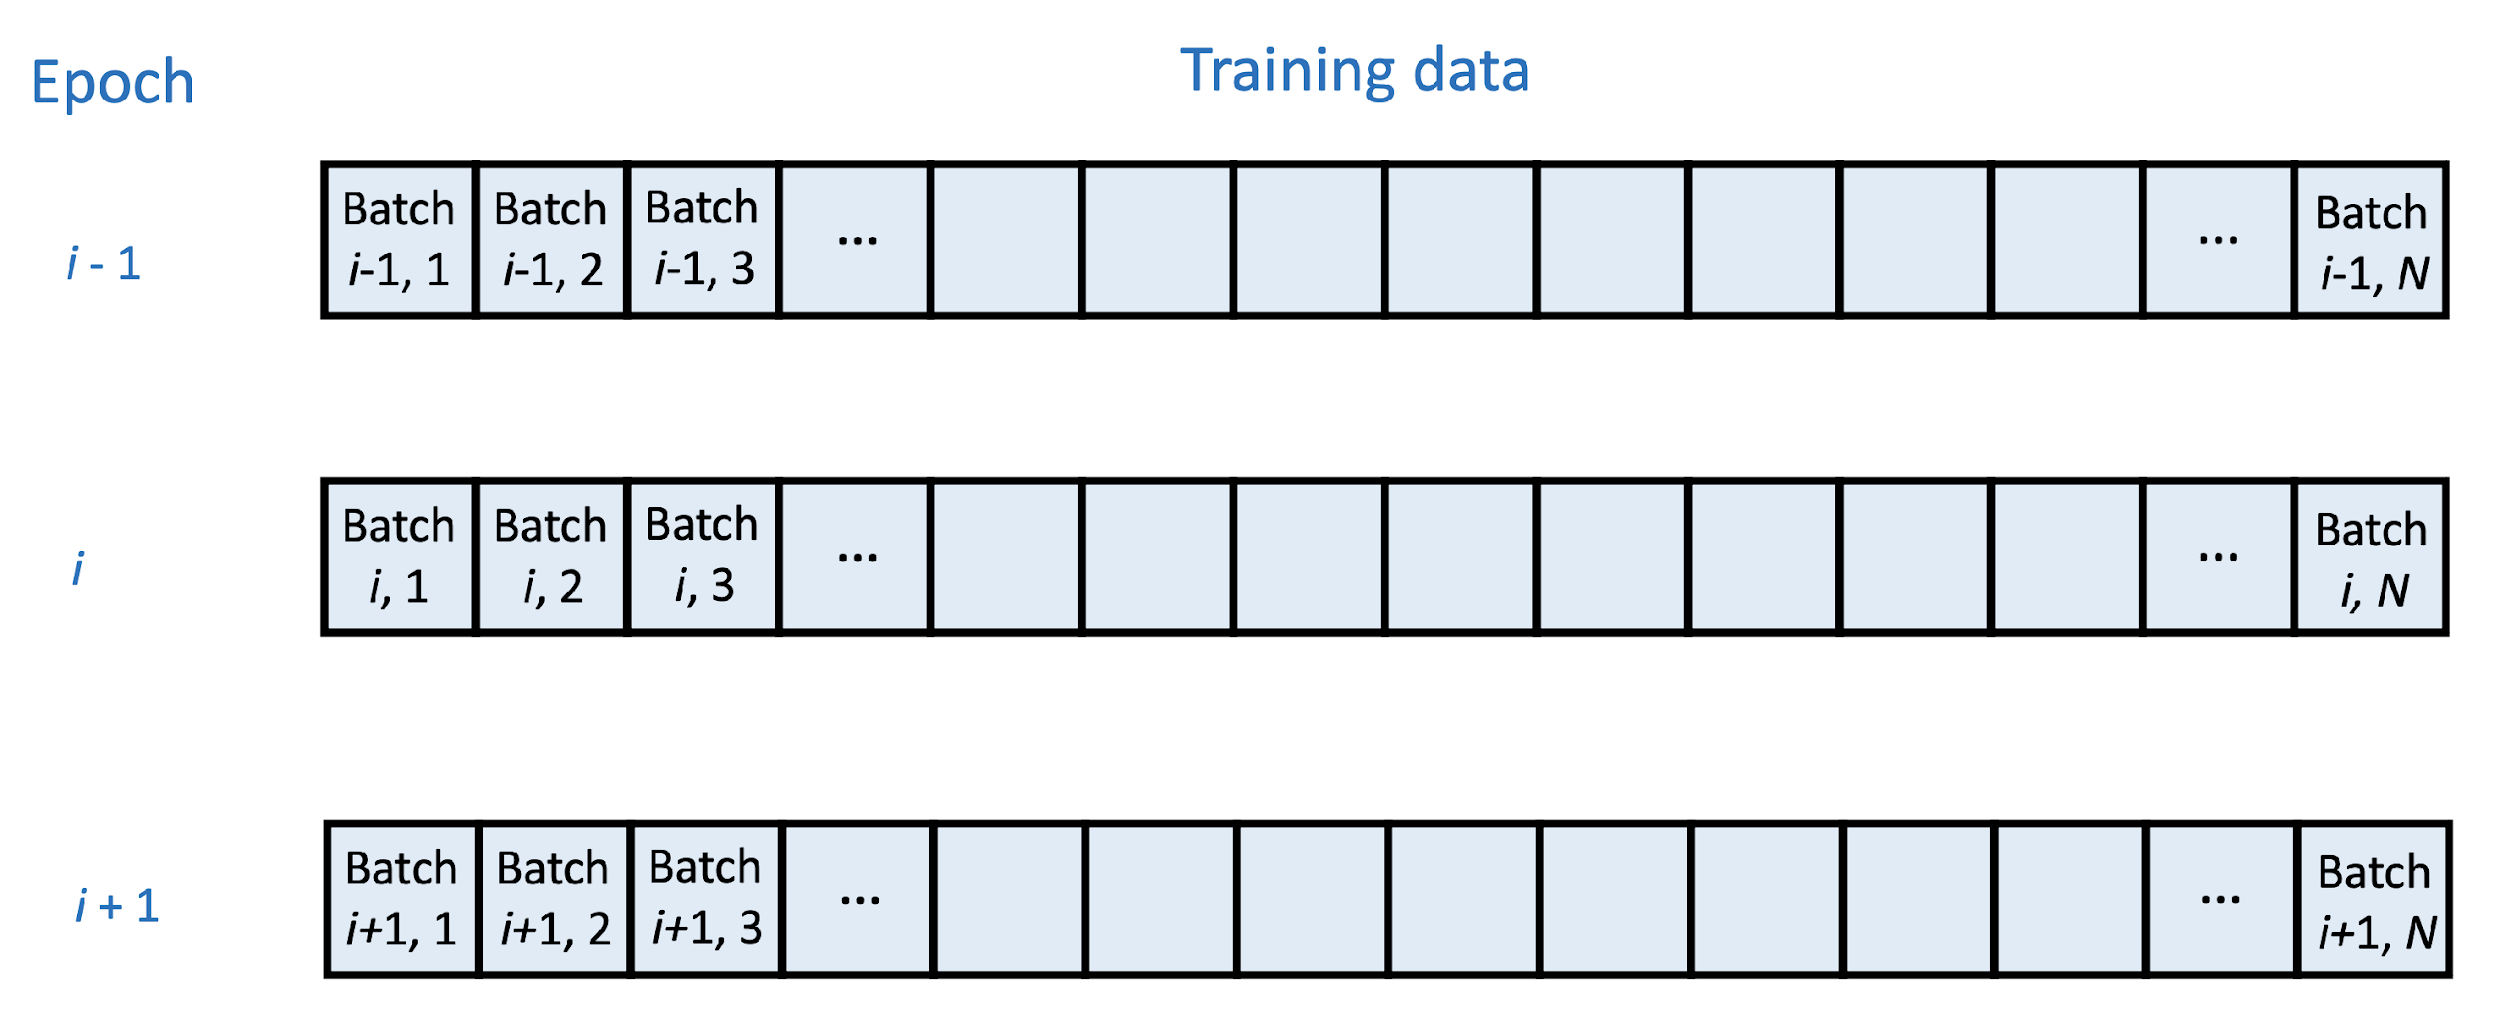 Epoch
Training data
i - 1
Batch
i-1, 1
Batch
i-1, 2
Batch
i-1, 3
...
...
Batch
i-1, N
i
Batch
i, 1
Batch
i, 2
Batch
i, 3
...
...
Batch
i, N
i + 1
Batch
i+1, 1
Batch
i+1, 2
Batch
i+1, 3
...
...
Batch
i+1, N